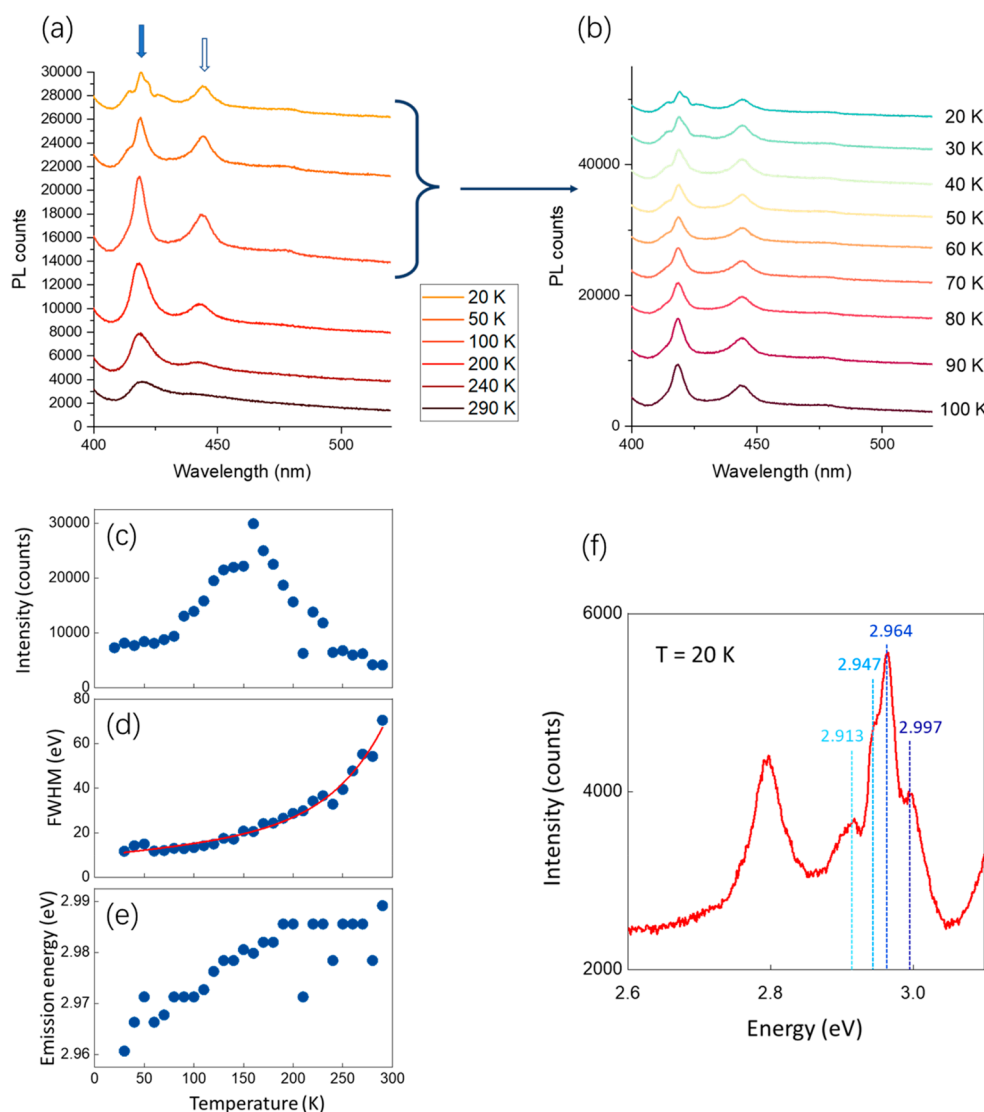 (a)
30000
28000
26000
24000
22000
20000
18000
16000
14000
12000
10000
8000
6000
4000
2000
0
PL counts
400
450
500
Wavelength (nm)
20 K
50 K
100 K
200 K
240 K
290 K
(b)
40000
20000
0
PL counts
20 K
30 K
40 K
50 K
60 K
70 K
80 K
90 K
100 K
400
450
500
Wavelength (nm)
(c)
30000
20000
10000
0
Intensity (counts)
(d)
80
60
40
20
0
FWHM (eV)
(e)
2.99
2.98
2.97
2.96
Emission energy (eV)
0
50
100
150
200
250
300
Temperature (K)
(f)
T = 20 K
6000
4000
2000
Intensity (counts)
2.964
2.947
2.997
2.913
2.6
2.8
3.0
Energy (eV)